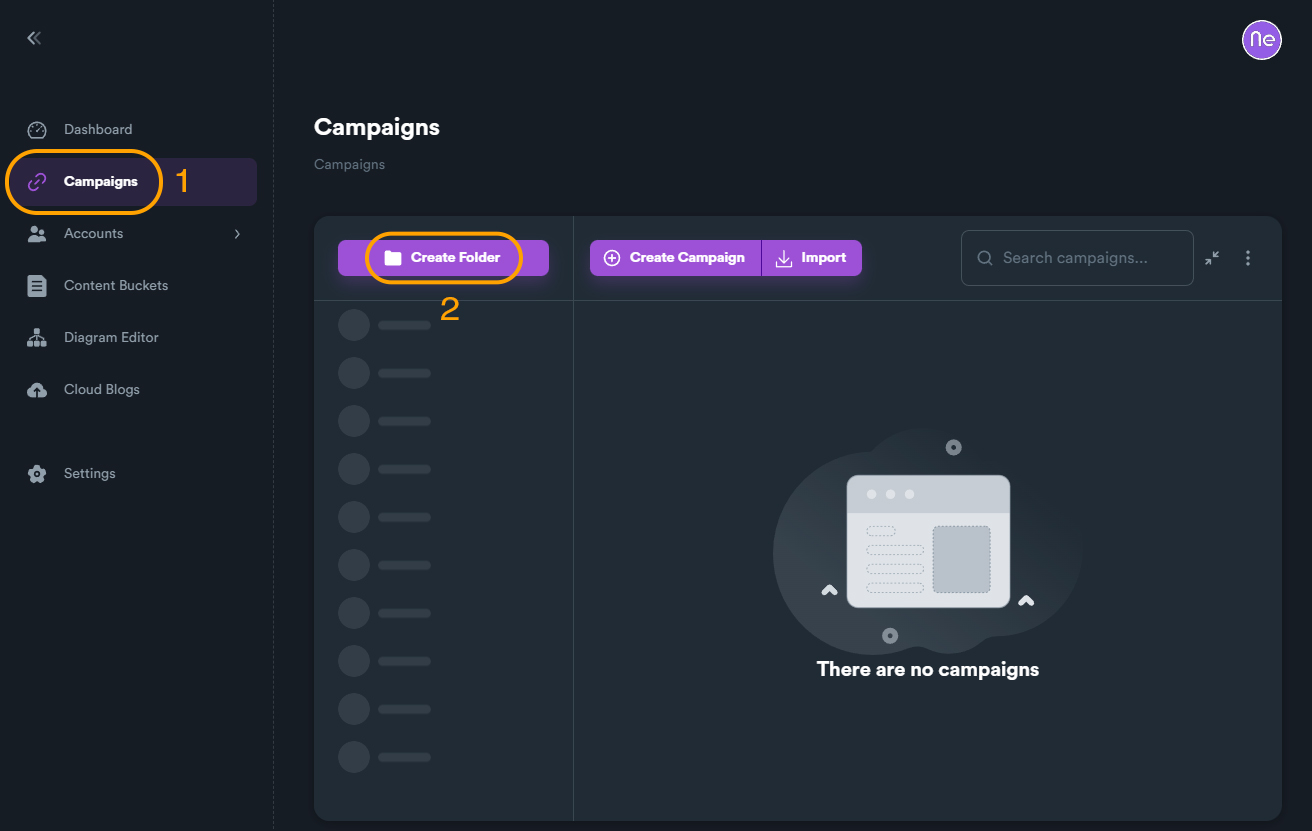 Ne
Dashboard
Campaigns 1
Accounts
Content Buckets
Diagram Editor
Cloud Blogs
Settings
Campaigns
Campaigns
Create Folder
2
Create Campaign
Import
Search campaigns...
There are no campaigns